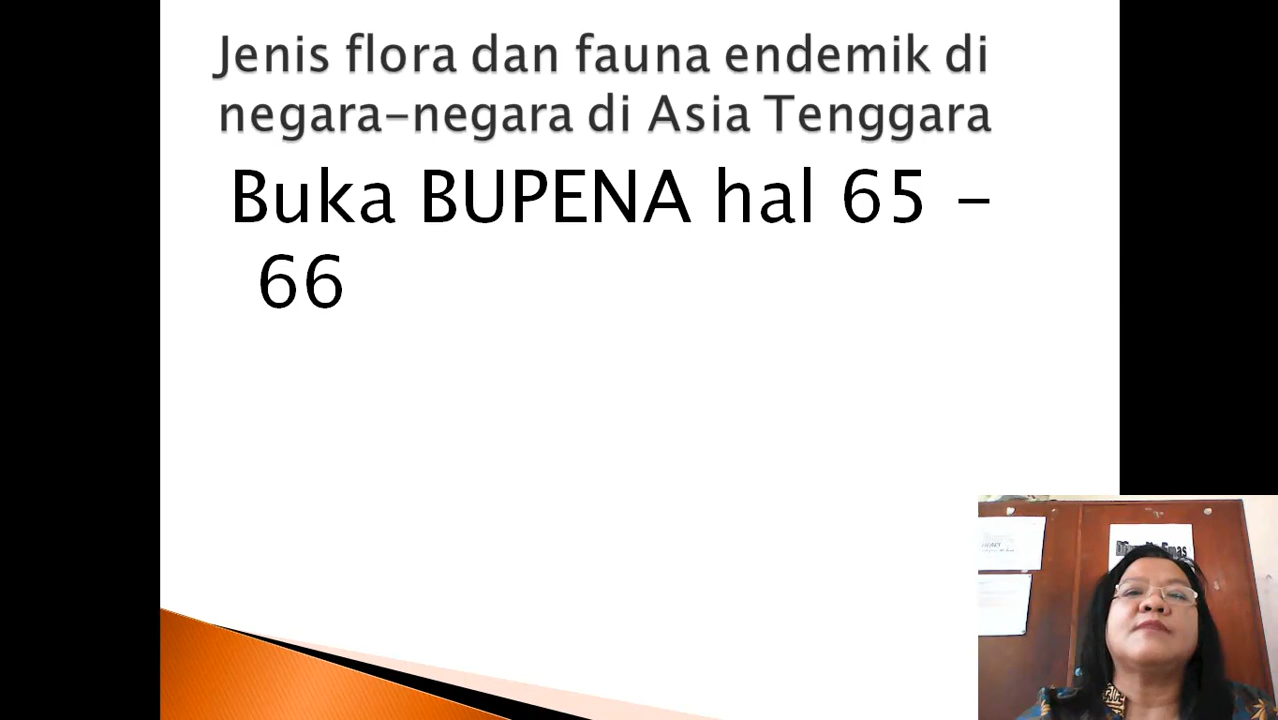 Jenis flora dan fauna endemik di
negara-negara di Asia Tenggara
Buka BUPENA hal 65 -
66